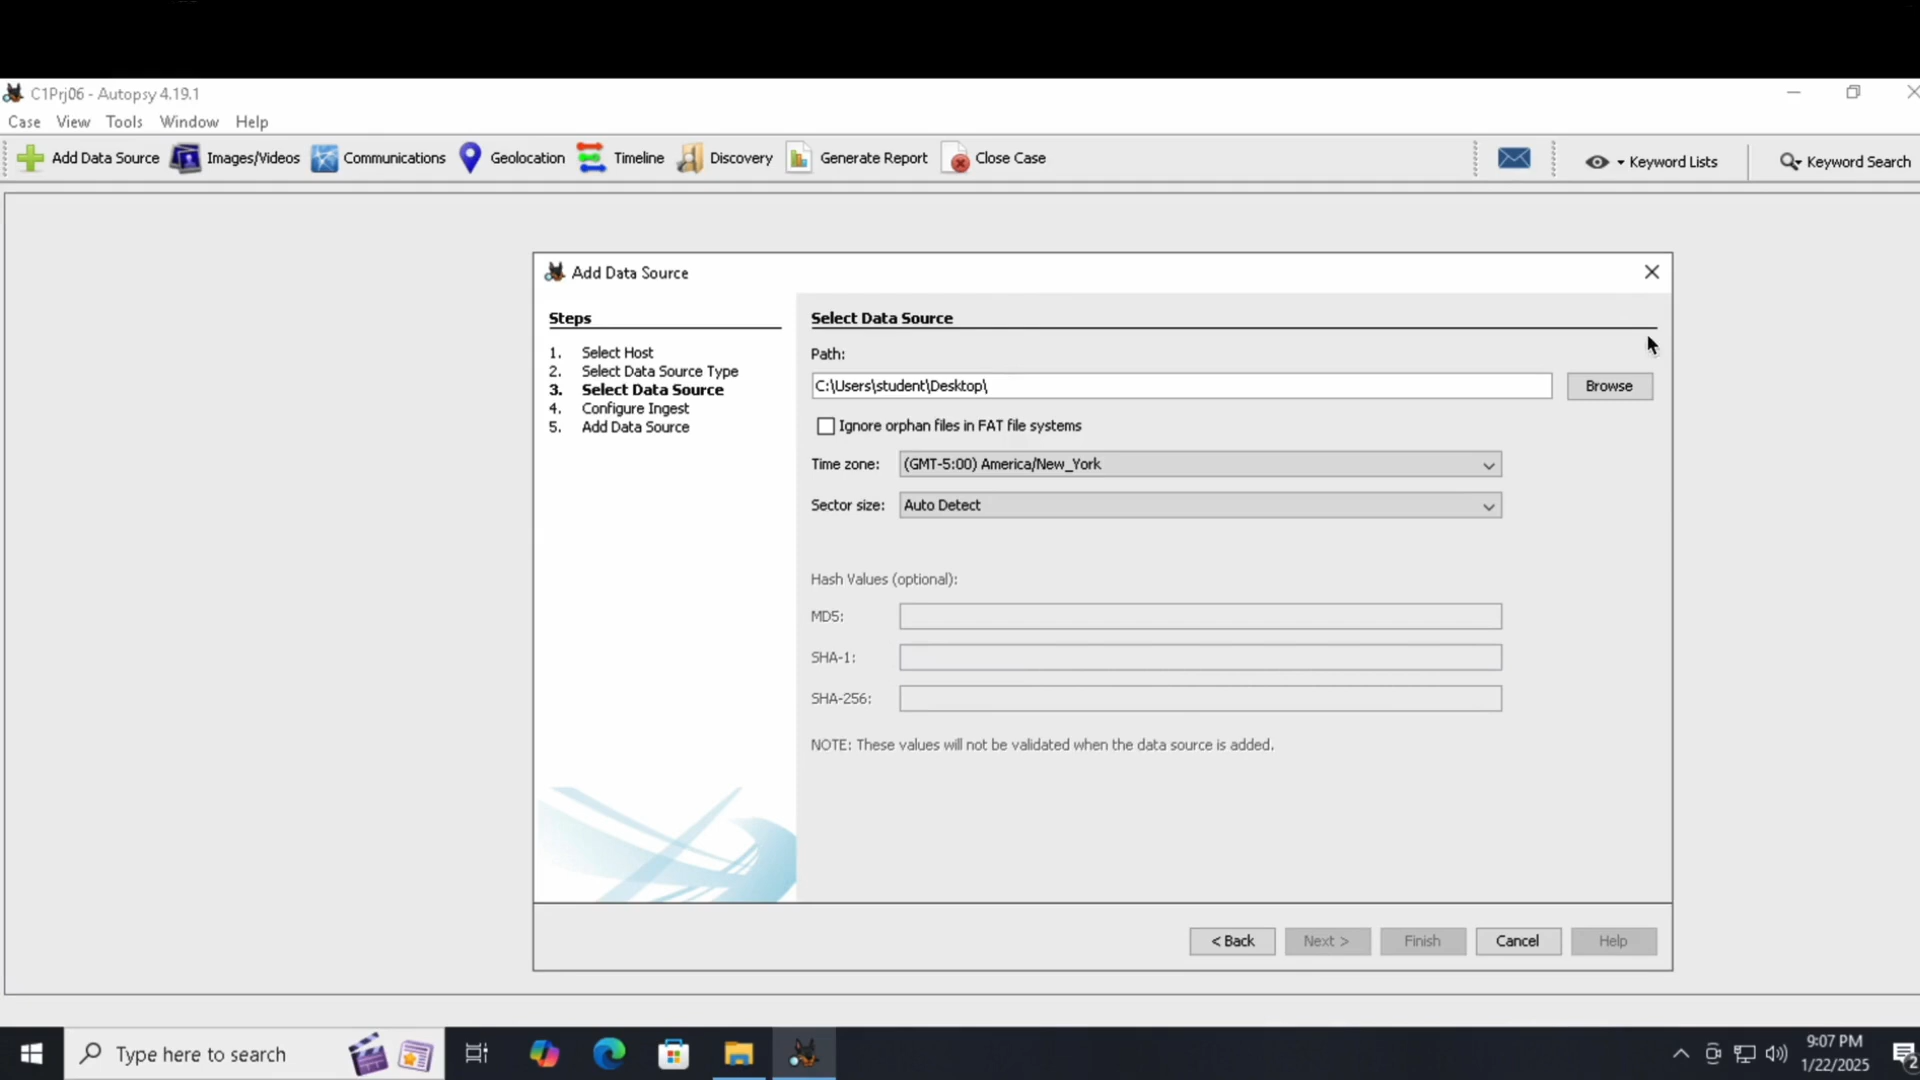 C1Prj06 - Autopsy 4.19.1
Case View Tools Window Help
Add Data Source Images/Videos Communications Geolocation Timeline Discovery Generate Report Close Case Keyword Lists Keyword Search
Add Data Source
Steps
1. Select Host
2. Select Data Source Type
3. Select Data Source
4. Configure Ingest
5. Add Data Source
Select Data Source
Path:
C:\Users\student\Desktop\
Browse
Ignore orphan files in FAT file systems
Time zone: (GMT-5:00) America/New_York
Sector size: Auto Detect
Hash Values (optional):
MD5:
SHA-1:
SHA-256:
NOTE: These values will not be validated when the data source is added.
< Back Next > Finish Cancel Help
Type here to search
9:07 PM
1/22/2025
2